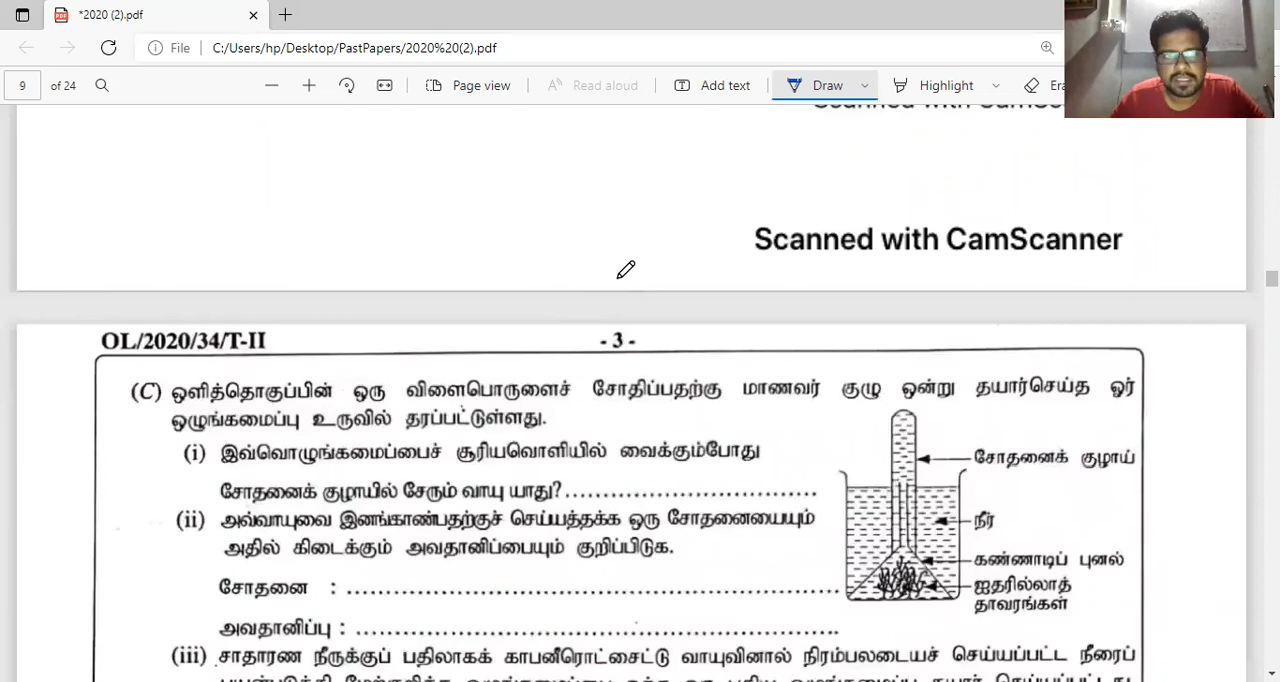 *2020 (2).pdf
File
C:/Users/hp/Desktop/PastPapers/2020%20(2).pdf
9 of 24
Page view
Read aloud
Add text
Draw
Highlight
Scanned with CamScanner
OL/2020/34/T-II
- 3 -
(C) ஒளித்தொகுப்பின் ஒரு விளைபொருளைச் சோதிப்பதற்கு மாணவர் குழு ஒன்று தயார்செய்த ஓர்
ஒழுங்கமைப்பு உருவில் தரப்பட்டுள்ளது.
(i) இவ்வொழுங்கமைப்பைச் சூரியவொளியில் வைக்கும்போது
சோதனைக் குழாயில் சேரும் வாயு யாது?
(ii) அவ்வாயுவை இனங்காண்பதற்குச் செய்யத்தக்க ஒரு சோதனையையும்
அதில் கிடைக்கும் அவதானிப்பையும் குறிப்பிடுக.
சோதனை :
அவதானிப்பு :
சோதனைக் குழாய்
நீர்
கண்ணாடிப் புனல்
ஐதரில்லாத்
தாவரங்கள்
(iii) சாதாரண நீருக்குப் பதிலாகக் காபனீரொட்சைட்டு வாயுவினால் நிரம்பலடையச் செய்யப்பட்ட நீரைப்